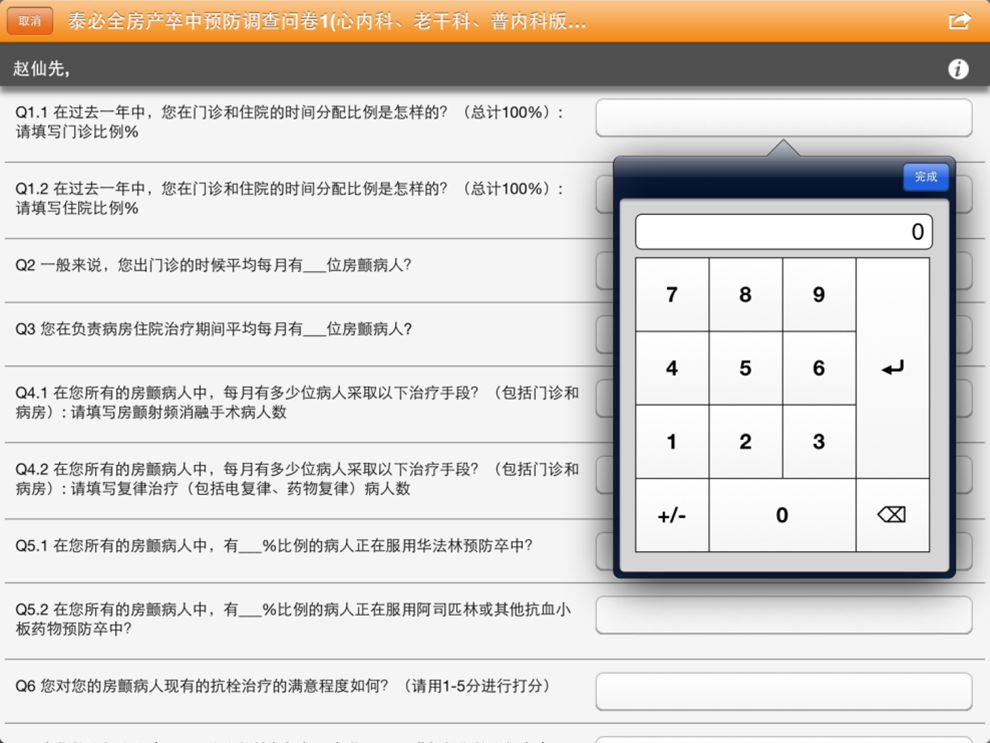 取消
泰必全房产卒中预防调查问卷1(心内科、老干科、普内科版...
赵仙先,
Q1.1 在过去一年中，您在门诊和住院的时间分配比例是怎样的？（总计100%）:
请填写门诊比例%
Q1.2 在过去一年中，您在门诊和住院的时间分配比例是怎样的？（总计100%）:
请填写住院比例%
Q2 一般来说，您出门诊的时候平均每月有___位房颤病人?
Q3 您在负责病房住院治疗期间平均每月有___位房颤病人?
Q4.1 在您所有的房颤病人中，每月有多少位病人采取以下治疗手段？（包括门诊和
病房）: 请填写房颤射频消融手术病人数
Q4.2 在您所有的房颤病人中，每月有多少位病人采取以下治疗手段？（包括门诊和
病房）: 请填写复律治疗（包括电复律、药物复律）病人数
Q5.1 在您所有的房颤病人中，有___%比例的病人正在服用华法林预防卒中?
Q5.2 在您所有的房颤病人中，有___%比例的病人正在服用阿司匹林或其他抗血小
板药物预防卒中?
Q6 您对您的房颤病人现有的抗栓治疗的满意程度如何？（请用1-5分进行打分）
完成
0
7 8 9
4 5 6
1 2 3
+/- 0